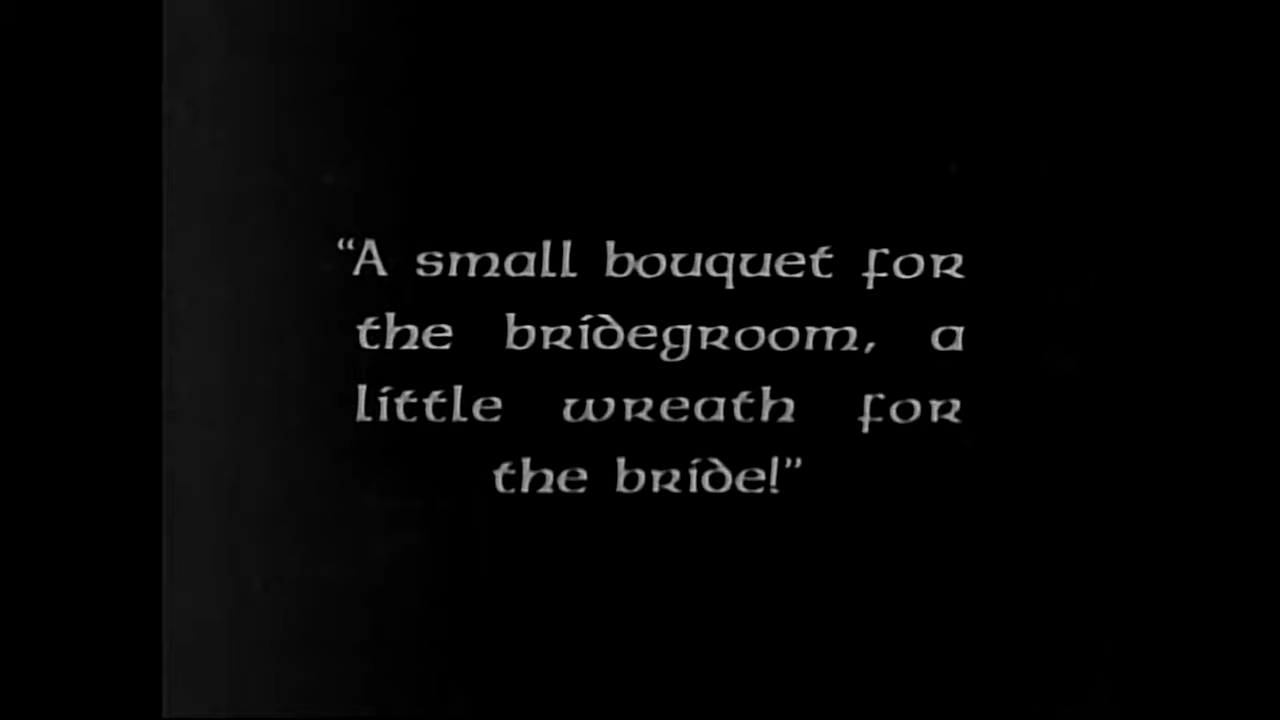 “A small bouquet for
the bridegroom, a
little wreath for
the bride!”